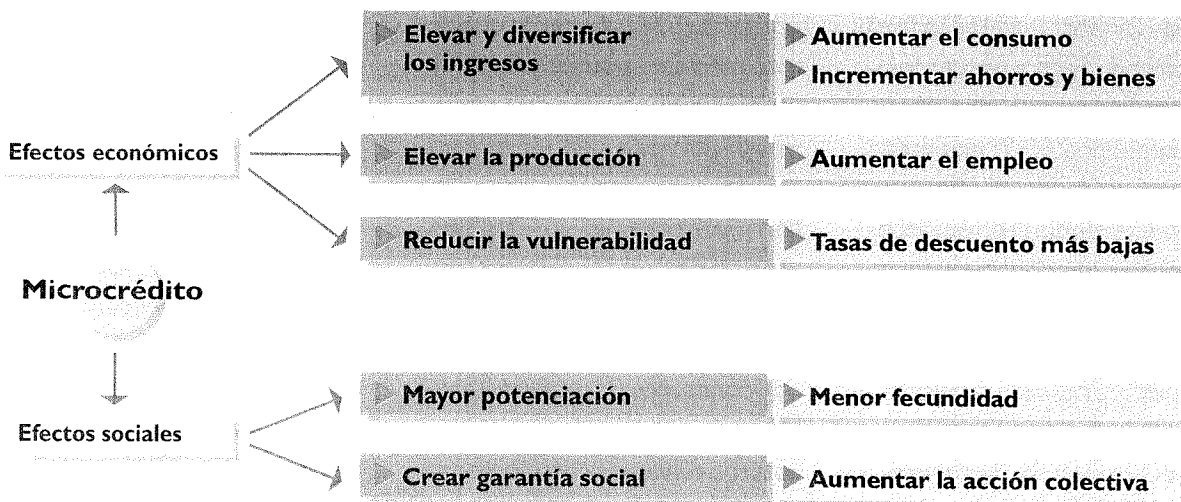 Elevar y diversificar
los ingresos
Aumentar el consumo
Incrementar ahorros y bienes
Efectos económicos
Elevar la producción
Aumentar el empleo
Reducir la vulnerabilidad
Tasas de descuento más bajas
Microcrédito
Mayor potenciación
Menor fecundidad
Efectos sociales
Crear garantía social
Aumentar la acción colectiva